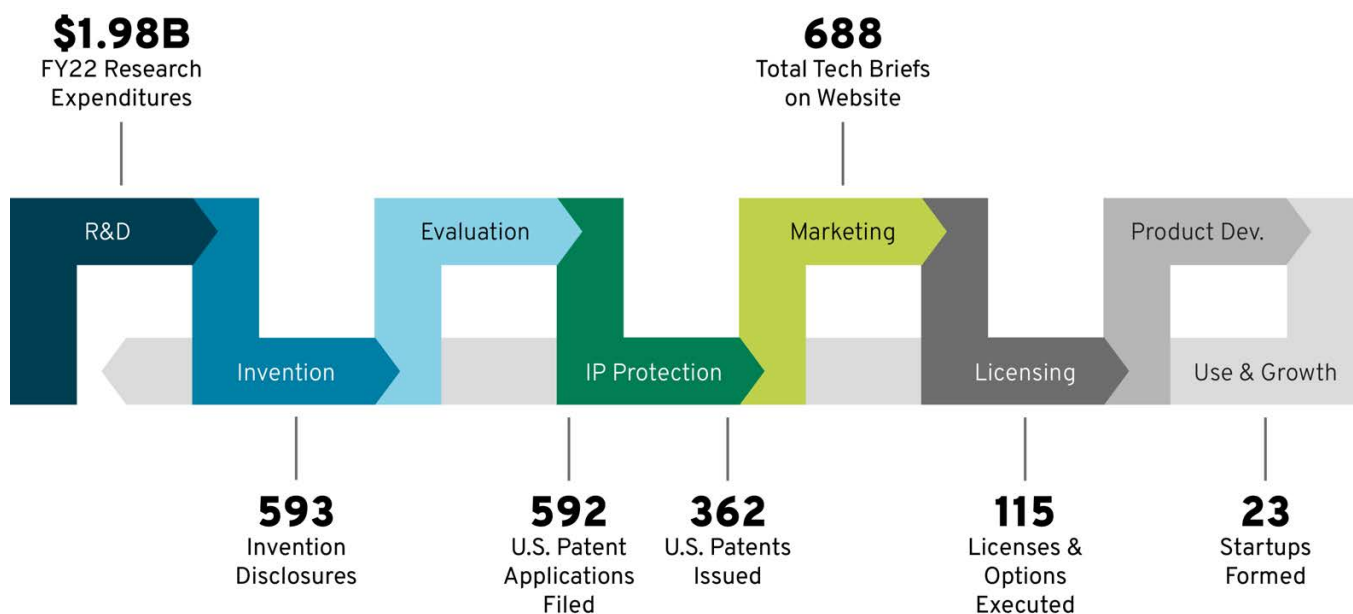 $1.98B
FY22 Research
Expenditures
688
Total Tech Briefs
on Website
R&D
Evaluation
Marketing
Product Dev.
Invention
IP Protection
Licensing
Use & Growth
593
Invention
Disclosures
592
U.S. Patent
Applications
Filed
362
U.S. Patents
Issued
115
Licenses &
Options
Executed
23
Startups
Formed